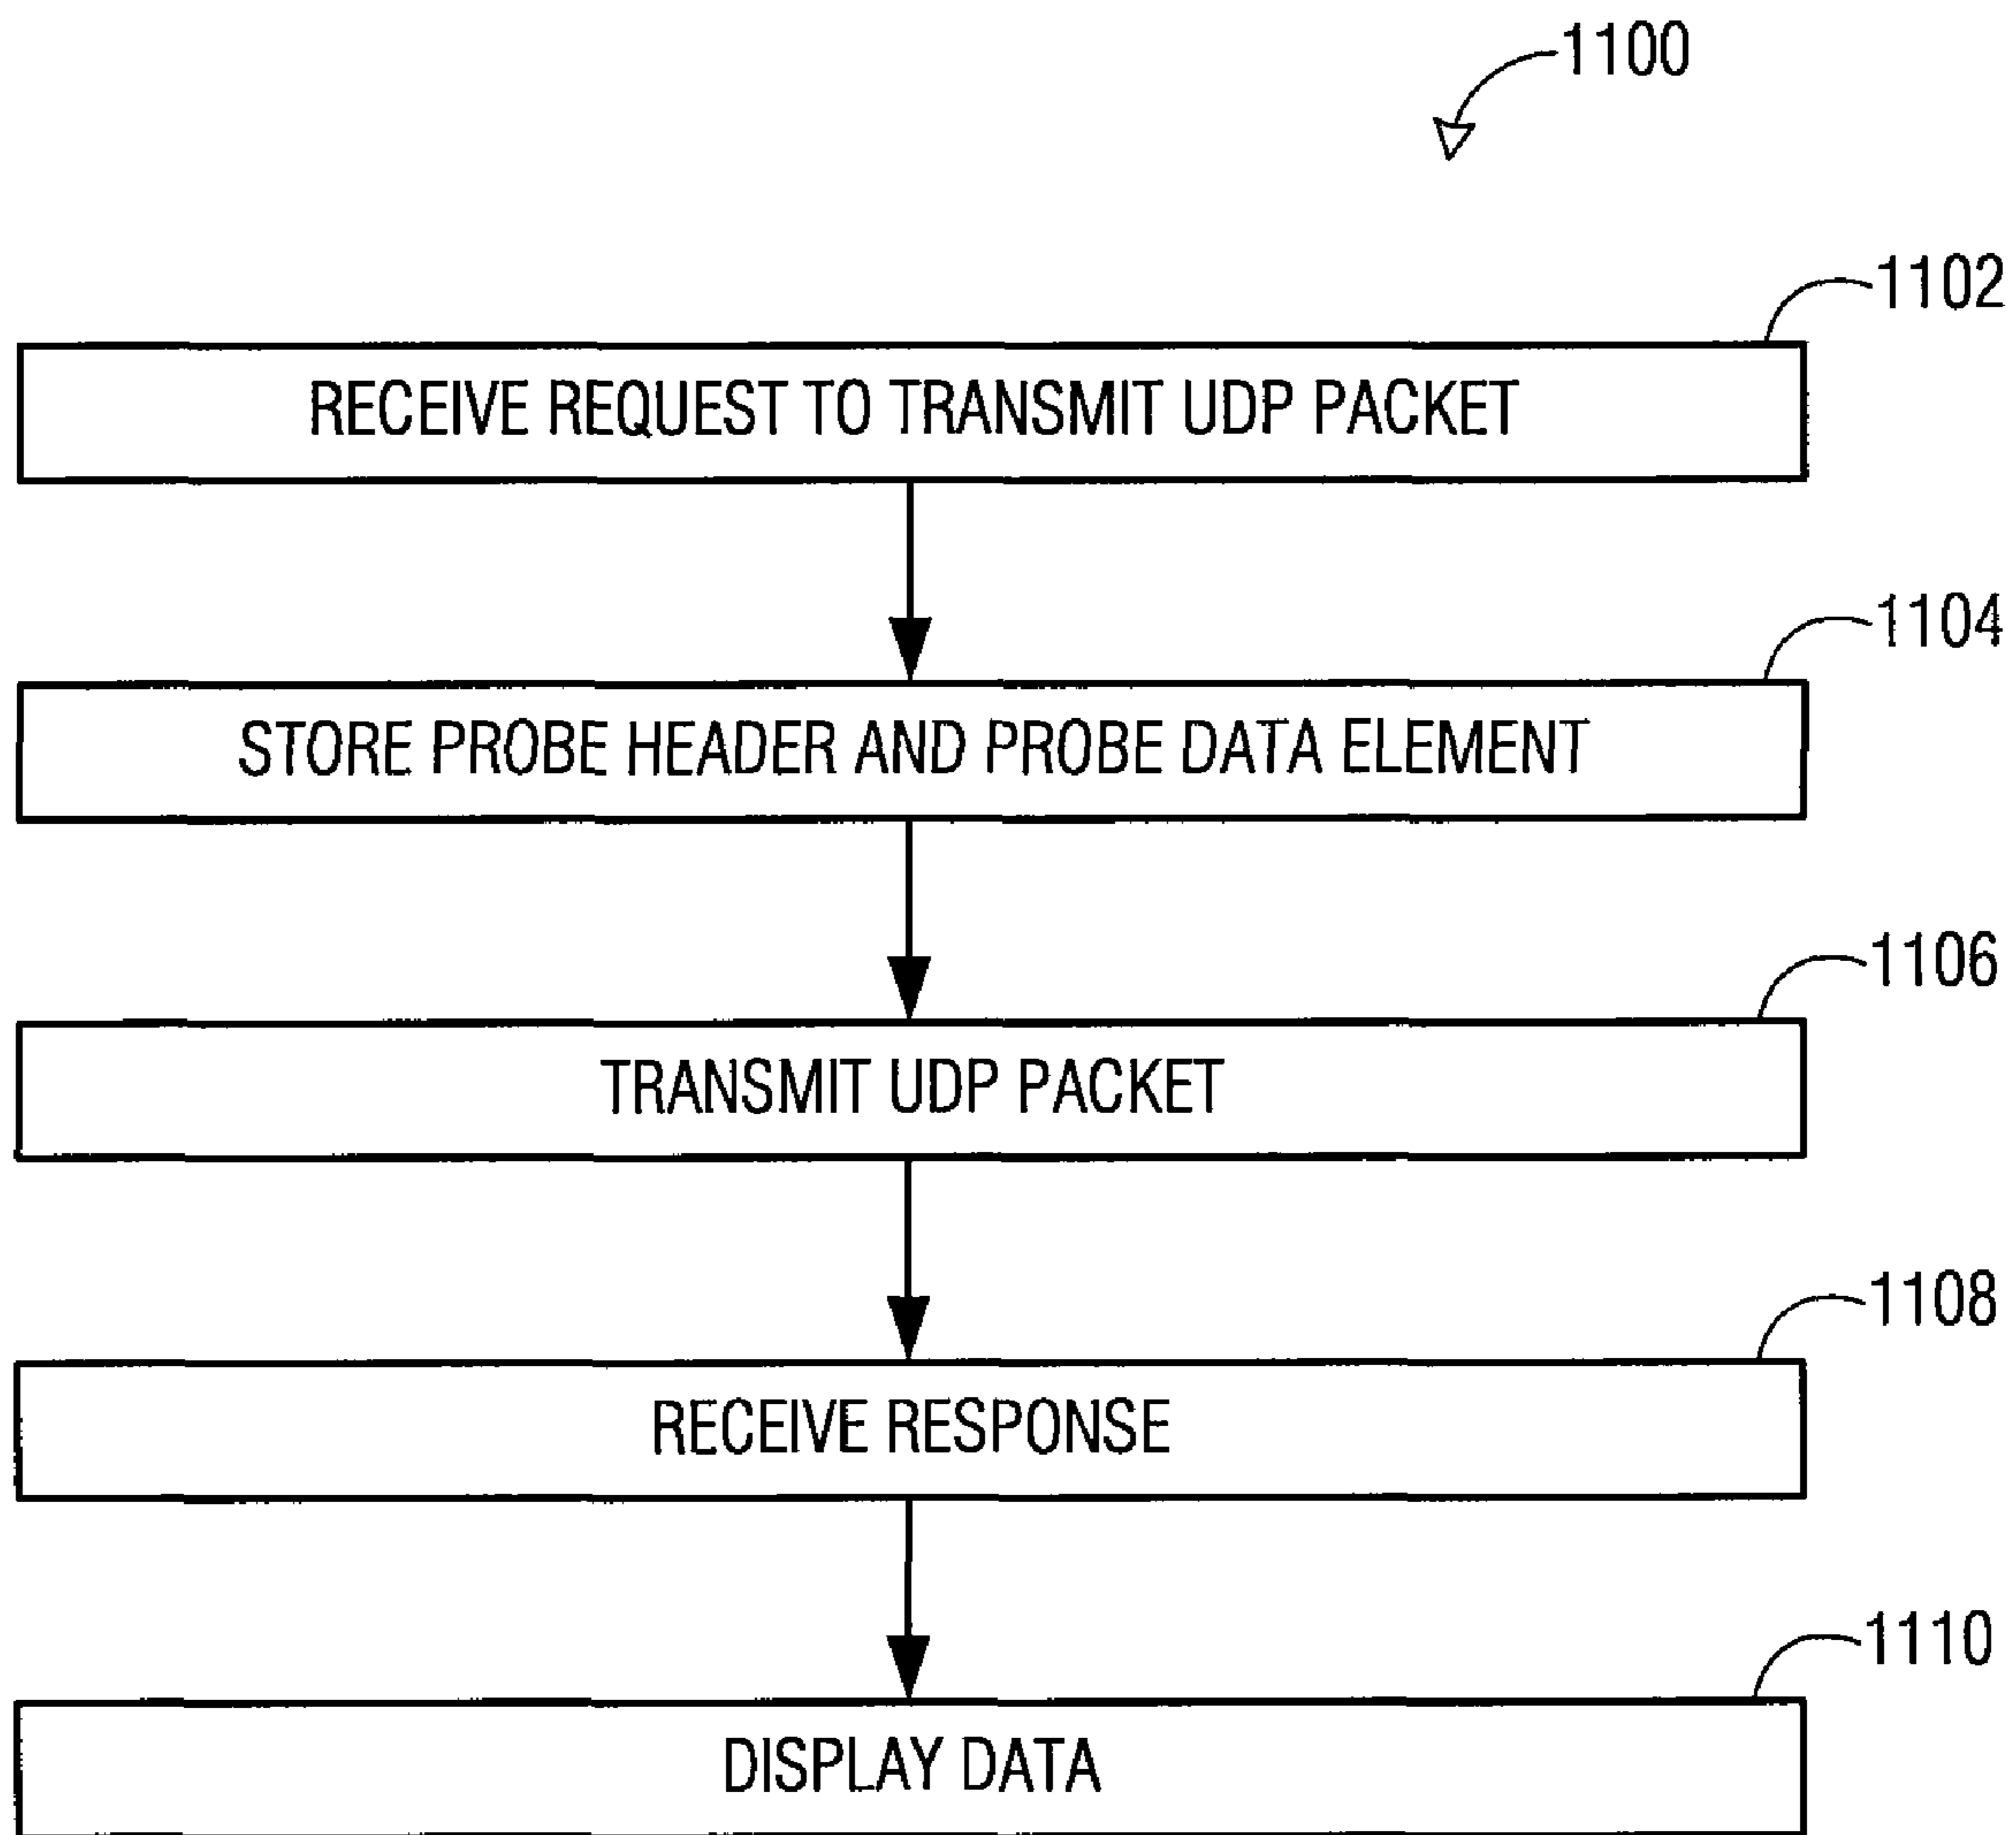 1100
1102
RECEIVE REQUEST TO TRANSMIT UDP PACKET
1104
STORE PROBE HEADER AND PROBE DATA ELEMENT
1106
TRANSMIT UDP PACKET
1108
RECEIVE RESPONSE
1110
DISPLAY DATA